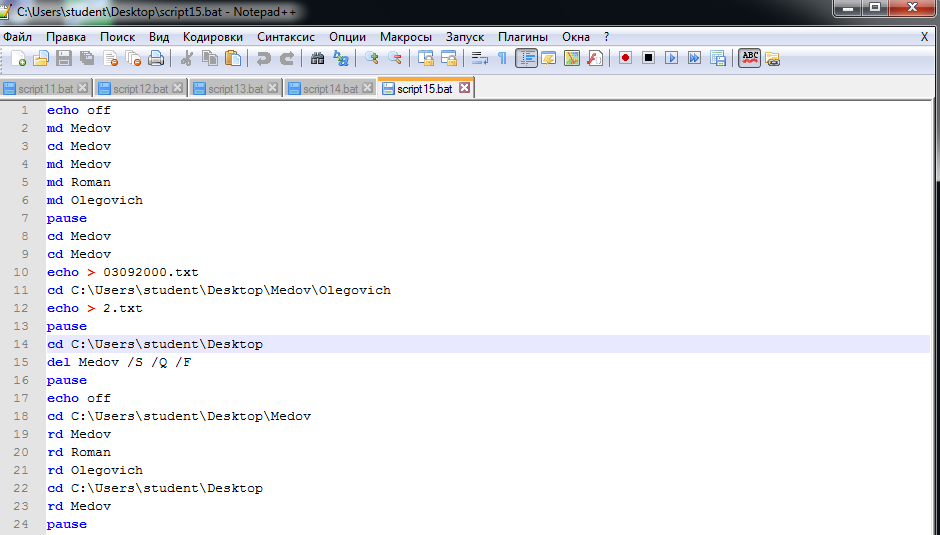 C:\Users\student\Desktop\script15.bat - Notepad++
Файл Правка Поиск Вид Кодировки Синтаксис Опции Макросы Запуск Плагины Окна ? X
ABC
script11.bat script12.bat script13.bat script14.bat script15.bat
1 echo off
2 md Medov
3 cd Medov
4 md Medov
5 md Roman
6 md Olegovich
7 pause
8 cd Medov
9 cd Medov
10 echo > 03092000.txt
11 cd C:\Users\student\Desktop\Medov\Olegovich
12 echo > 2.txt
13 pause
14 cd C:\Users\student\Desktop
15 del Medov /S /Q /F
16 pause
17 echo off
18 cd C:\Users\student\Desktop\Medov
19 rd Medov
20 rd Roman
21 rd Olegovich
22 cd C:\Users\student\Desktop
23 rd Medov
24 pause